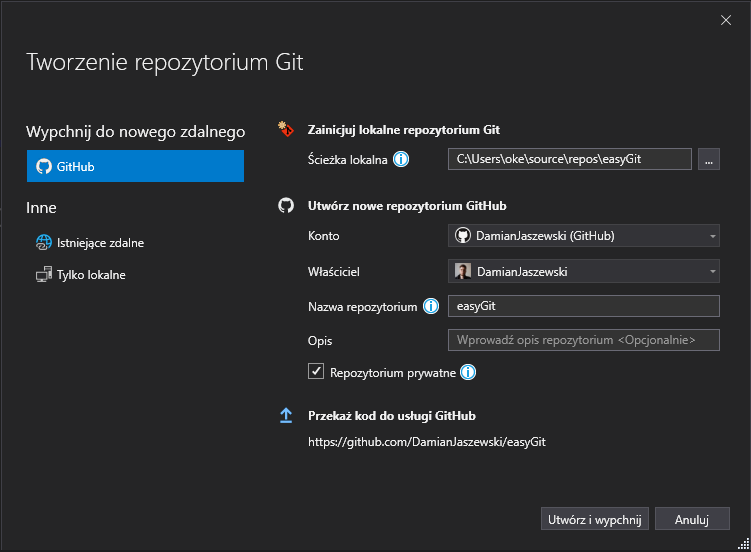 Tworzenie repozytorium Git
Wypchnij do nowego zdalnego
GitHub
Inne
Istniejące zdalne
Tylko lokalne
Zainicjuj lokalne repozytorium Git
Ścieżka lokalna
C:\Users\oke\source\repos\easyGit
...
Utwórz nowe repozytorium GitHub
Konto
DamianJaszewski (GitHub)
Właściciel
DamianJaszewski
Nazwa repozytorium
easyGit
Opis
Wprowadź opis repozytorium <Opcjonalnie>
Repozytorium prywatne
Przekaż kod do usługi GitHub
https://github.com/DamianJaszewski/easyGit
Utwórz i wypchnij
Anuluj